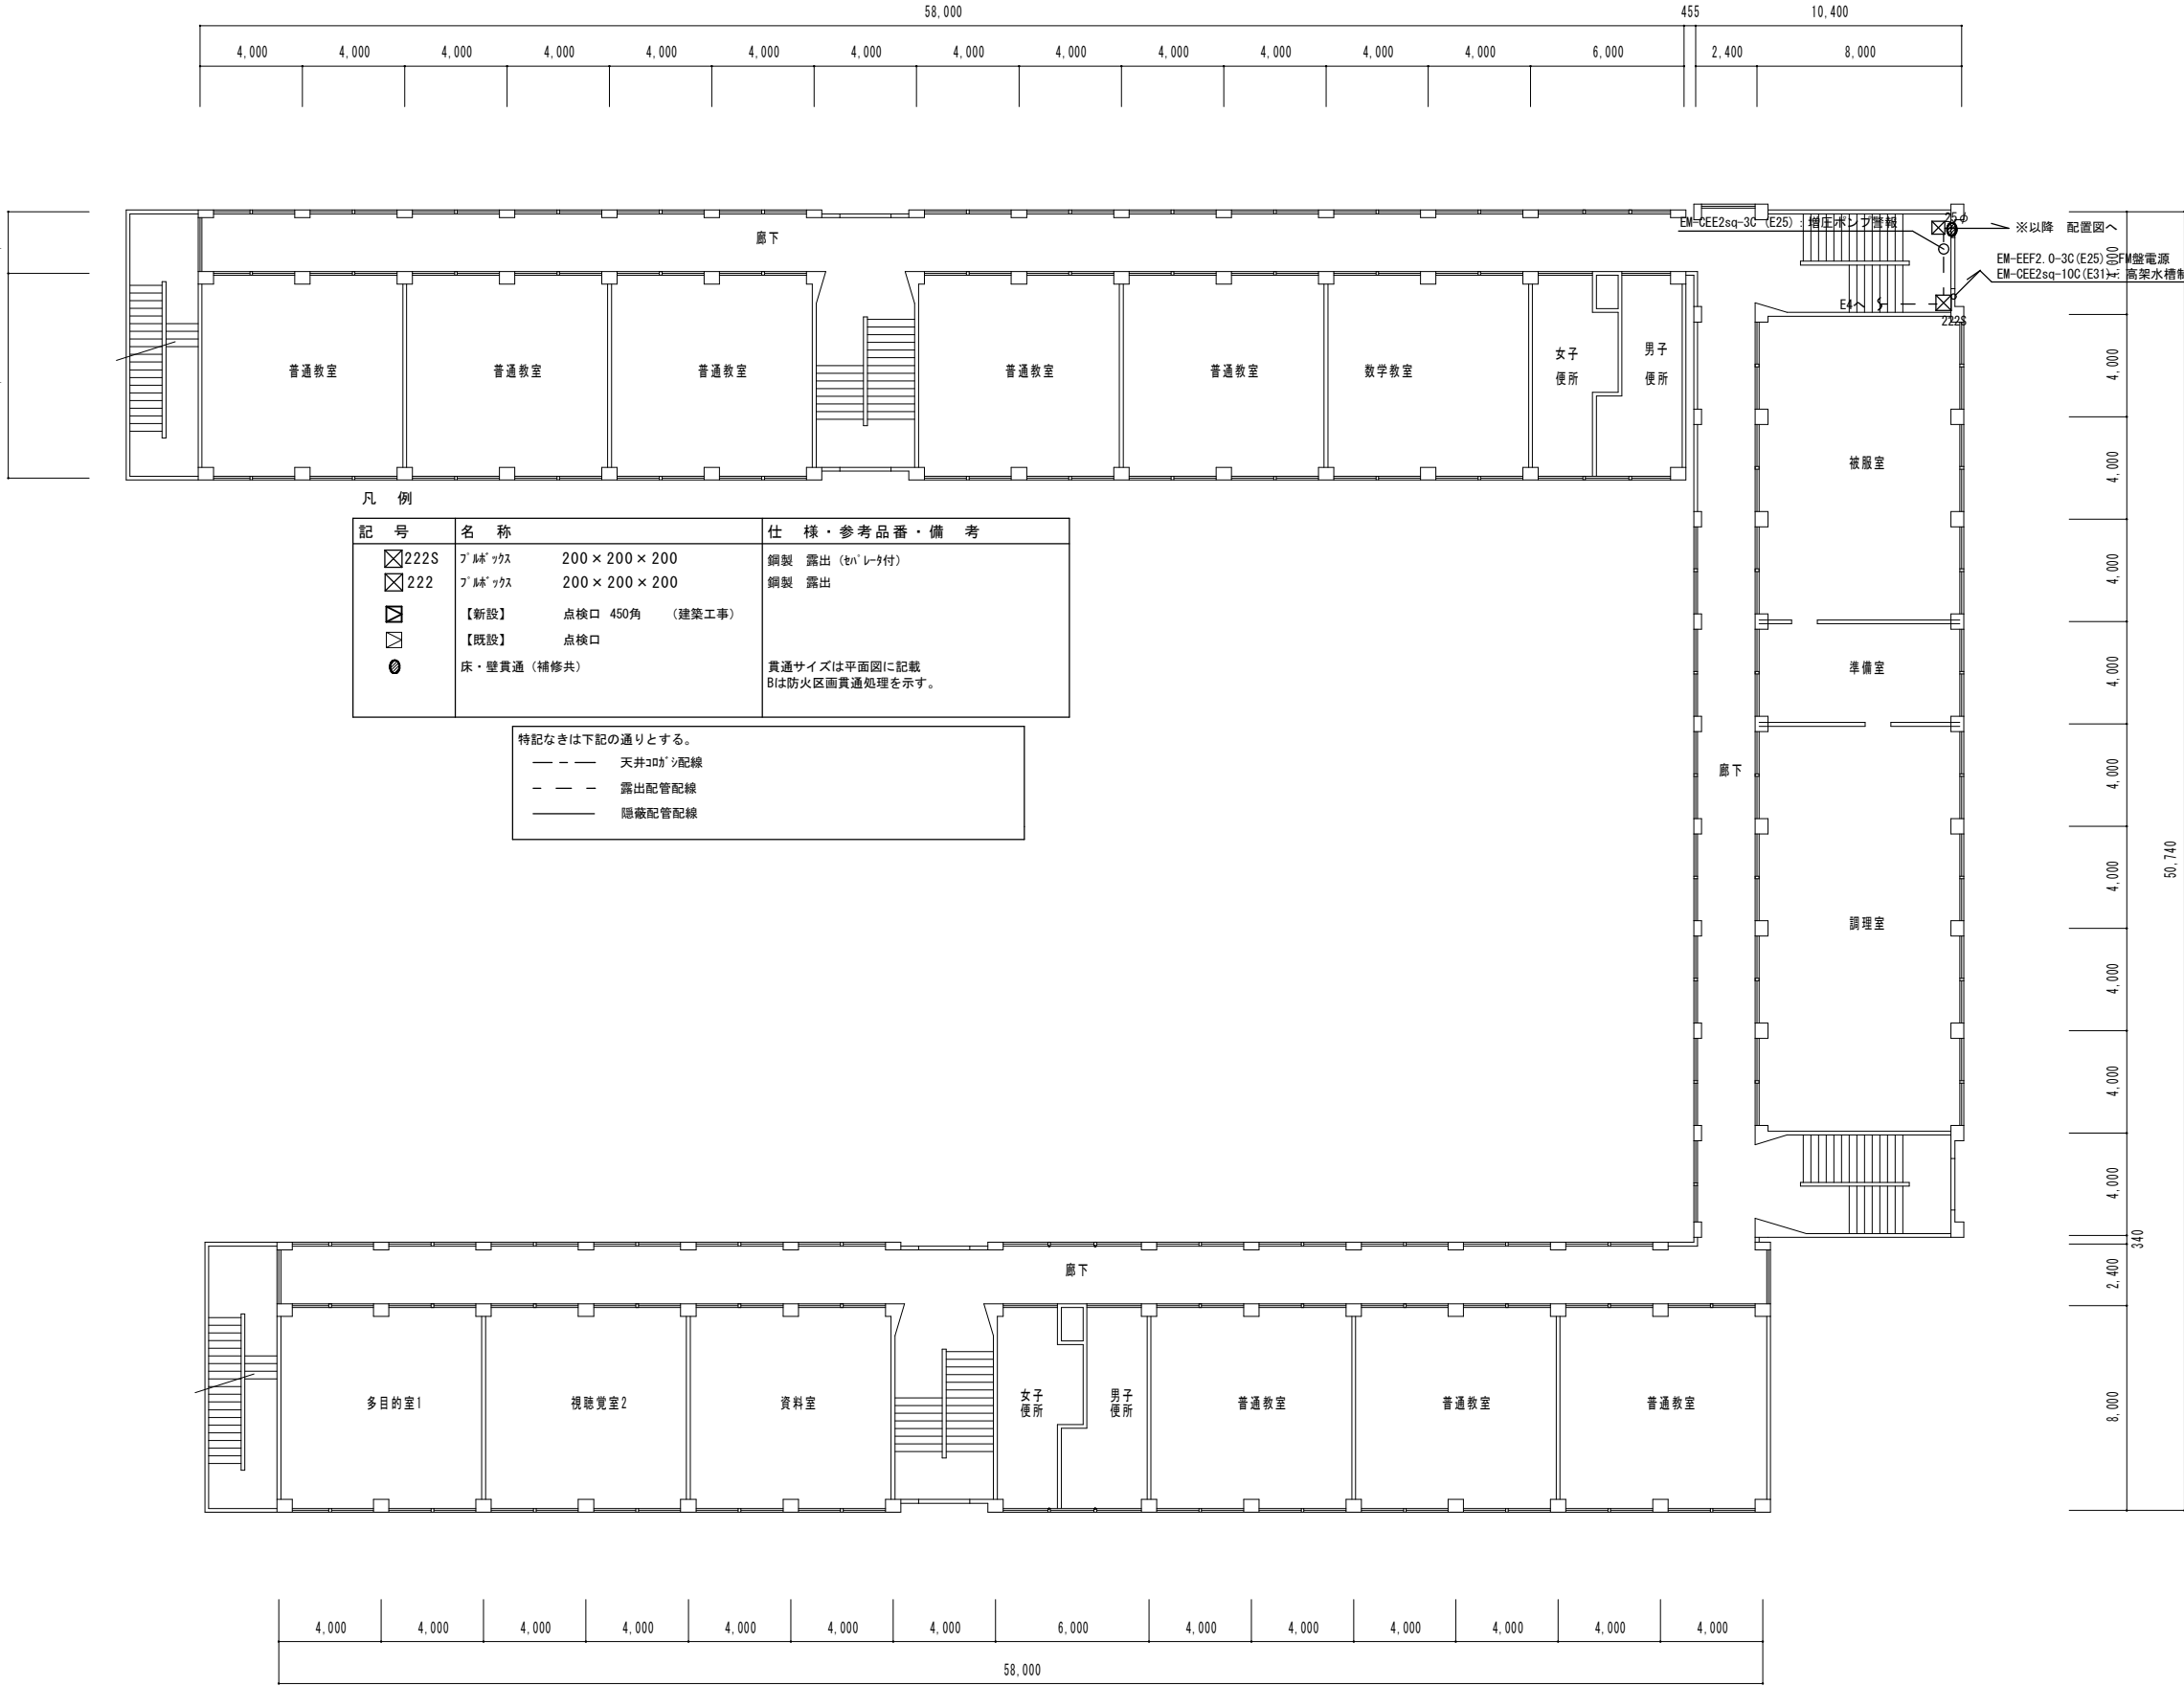 58,000
455
10,400
4,000
4,000
4,000
4,000
4,000
4,000
4,000
4,000
4,000
4,000
4,000
4,000
4,000
6,000
2,400
8,000
廊下
EM-CEE2sq-3C (E25): 増圧ポンプ警報
25φ
※以降 配置図へ
EM-EEF2.0-3C(E25): FM盤電源
EM-CEE2sq-10C(E31): 高架水槽制
E4へ
222S
普通教室
普通教室
普通教室
普通教室
普通教室
数学教室
女子
便所
男子
便所
被服室
準備室
廊下
調理室
凡 例
記 号 名 称 仕 様・参考品番・備 考
222S プルボックス 200×200×200 鋼製 露出(セパレータ付)
222 プルボックス 200×200×200 鋼製 露出
【新設】 点検口 450角 (建築工事)
【既設】 点検口
床・壁貫通(補修共) 貫通サイズは平面図に記載
Bは防火区画貫通処理を示す。
特記なきは下記の通りとする。
天井コロガシ配線
露出配管配線
隠蔽配管配線
4,000
4,000
4,000
4,000
4,000
4,000
4,000
4,000
4,000
340
2,400
8,000
50,740
廊下
多目的室1
視聴覚室2
資料室
女子
便所
男子
便所
普通教室
普通教室
普通教室
4,000
4,000
4,000
4,000
4,000
4,000
4,000
6,000
4,000
4,000
4,000
4,000
4,000
4,000
58,000